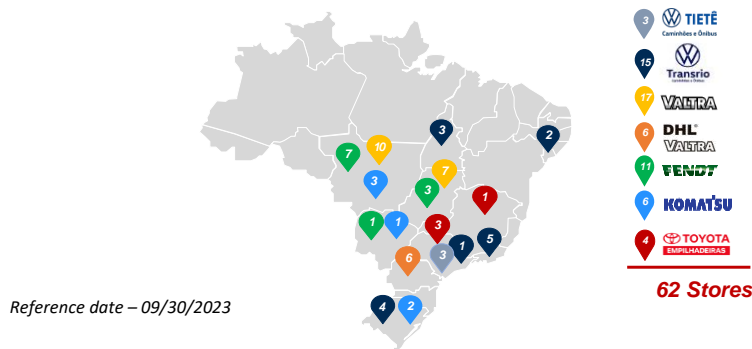 3 TIETÊ
Caminhões e Ônibus
15 Transrio
Caminhões e Ônibus
17 VALTRA
6 DHL
VALTRA
11 FENDT
6 KOMATSU
4 TOYOTA
EMPILHADEIRAS
62 Stores
3
2
7
10
3
7
3
1
1
1
3
1
5
3
6
4
2
Reference date – 09/30/2023